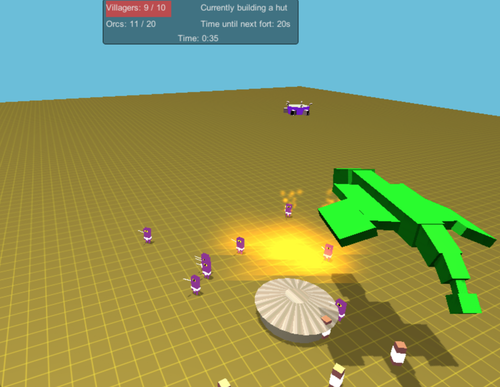 Villagers: 9 / 10
Currently building a hut
Orcs: 11 / 20
Time until next fort: 20s
Time: 0:35